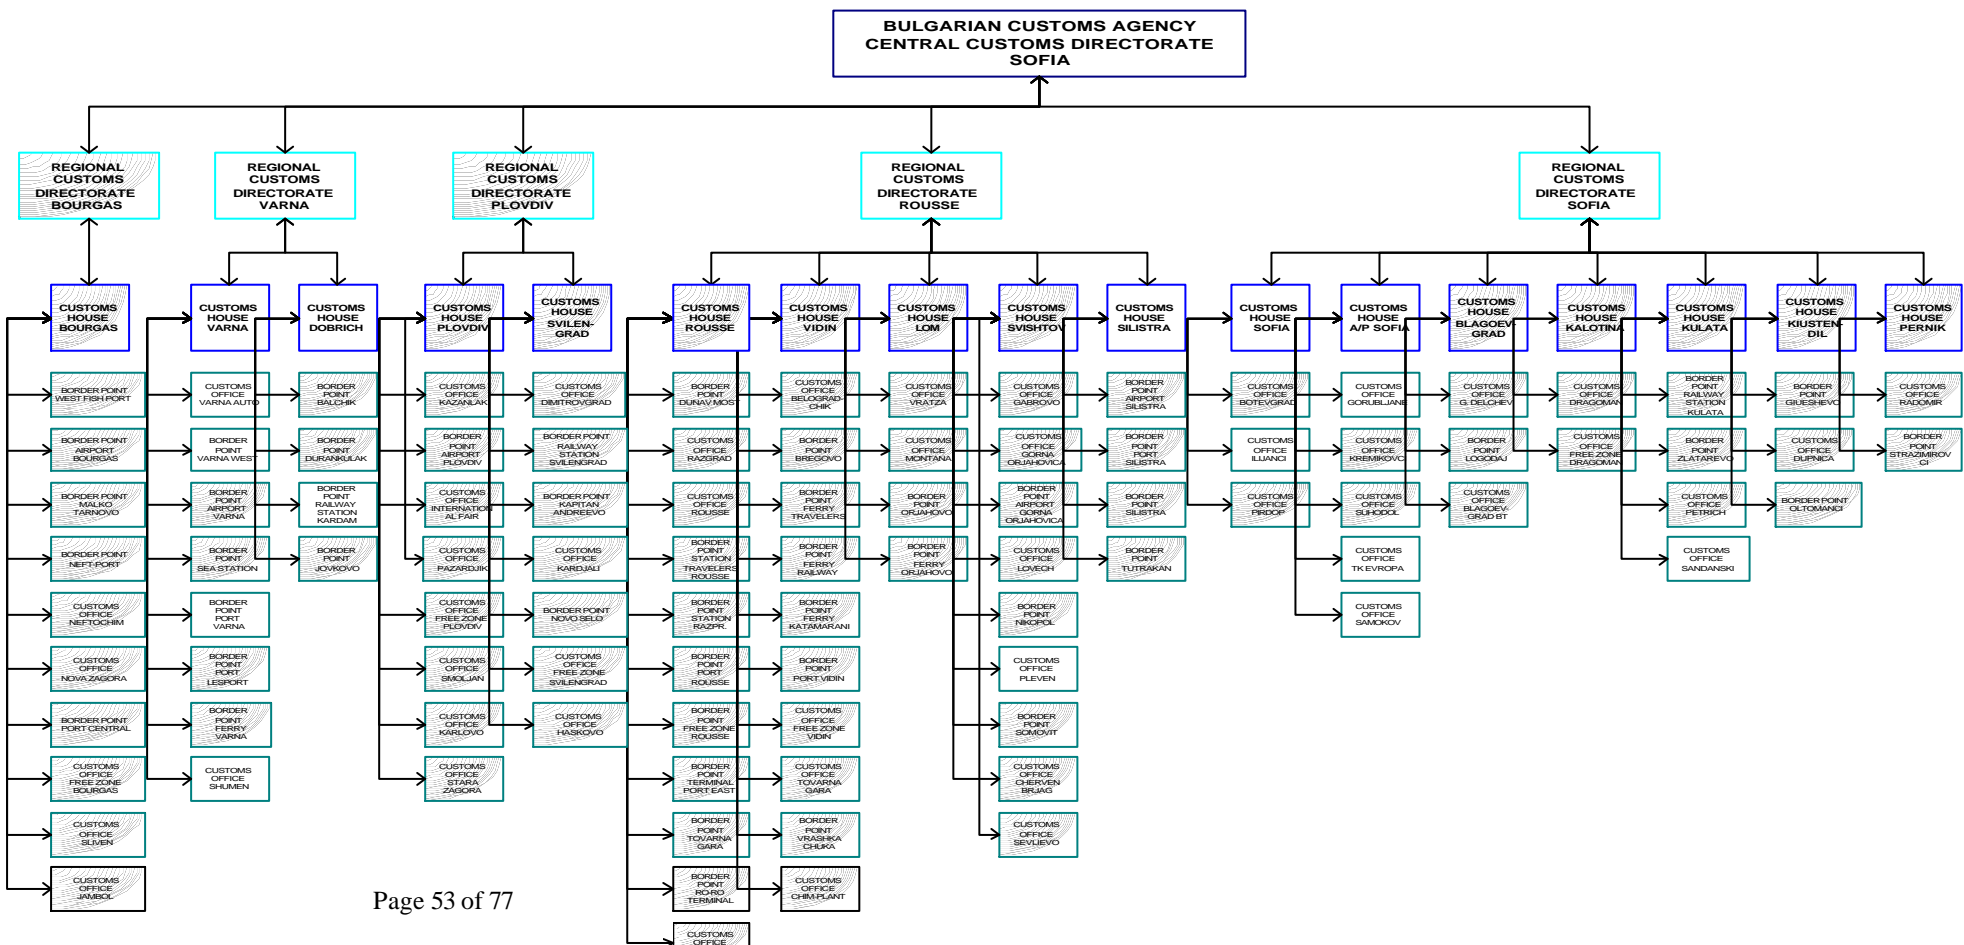 BULGARIAN CUSTOMS AGENCY
CENTRAL CUSTOMS DIRECTORATE
SOFIA
REGIONAL
CUSTOMS
DIRECTORATE
BOURGAS
REGIONAL
CUSTOMS
DIRECTORATE
VARNA
REGIONAL
CUSTOMS
DIRECTORATE
PLOVDIV
REGIONAL
CUSTOMS
DIRECTORATE
ROUSSE
REGIONAL
CUSTOMS
DIRECTORATE
SOFIA
CUSTOMS
HOUSE
BOURGAS
CUSTOMS
HOUSE
VARNA
CUSTOMS
HOUSE
DOBRICH
CUSTOMS
HOUSE
PLOVDIV
CUSTOMS
HOUSE
SVILEN-
GRAD
CUSTOMS
HOUSE
ROUSSE
CUSTOMS
HOUSE
VIDIN
CUSTOMS
HOUSE
LOM
CUSTOMS
HOUSE
SVISHTOV
CUSTOMS
HOUSE
SILISTRA
CUSTOMS
HOUSE
SOFIA
CUSTOMS
HOUSE
A/P SOFIA
CUSTOMS
HOUSE
BLAGOEV-
GRAD
CUSTOMS
HOUSE
KALOTINA
CUSTOMS
HOUSE
KULATA
CUSTOMS
HOUSE
KIUSTEN-
DIL
CUSTOMS
HOUSE
PERNIK
BORDER POINT
WEST FISH PORT
CUSTOMS
OFFICE
VARNA AUTO
BORDER
POINT
BALCHIK
CUSTOMS
OFFICE
KAZANLAK
CUSTOMS
OFFICE
DIMITROVGRAD
BORDER
POINT
DUNAV MOST
CUSTOMS
OFFICE
BELOGRAD-
CHIK
CUSTOMS
OFFICE
VRATZA
CUSTOMS
OFFICE
GABROVO
BORDER
POINT
AIRPORT
SILISTRA
CUSTOMS
OFFICE
BOTEVGRAD
CUSTOMS
OFFICE
GORUBLJANE
CUSTOMS
OFFICE
G. DELCHEV
CUSTOMS
OFFICE
DRAGOMAN
BORDER
POINT
RAILWAY
STATION
KULATA
BORDER
POINT
GIUESHEVO
CUSTOMS
OFFICE
RADOMIR
BORDER POINT
AIRPORT
BOURGAS
BORDER
POINT
VARNA WEST
BORDER
POINT
DURANKULAK
BORDER
POINT
AIRPORT
PLOVDIV
BORDER POINT
RAILWAY
STATION
SVILENGRAD
CUSTOMS
OFFICE
RAZGRAD
BORDER
POINT
BREGOVO
CUSTOMS
OFFICE
MONTANA
CUSTOMS
OFFICE
GORNA
ORJAHOVICA
BORDER
POINT
PORT
SILISTRA
CUSTOMS
OFFICE
ILIJANCI
CUSTOMS
OFFICE
KREMIKOVCI
BORDER
POINT
LOGODAJ
CUSTOMS
OFFICE
FREE ZONE
DRAGOMAN
BORDER
POINT
ZLATAREVO
CUSTOMS
OFFICE
DUPNICA
BORDER
POINT
STRAZIMIROV
CI
BORDER POINT
MALKO
TARNOVO
BORDER
POINT
AIRPORT
VARNA
BORDER
POINT
RAILWAY
STATION
KARDAM
CUSTOMS
OFFICE
INTERNATION
AL FAIR
BORDER POINT
KAPITAN
ANDREEVO
CUSTOMS
OFFICE
ROUSSE
BORDER
POINT
FERRY
TRAVELERS
BORDER
POINT
ORJAHOVO
BORDER
POINT
AIRPORT
GORNA
ORJAHOVICA
BORDER
POINT
SILISTRA
CUSTOMS
OFFICE
PIRDOP
CUSTOMS
OFFICE
SUHODOL
CUSTOMS
OFFICE
BLAGOEV-
GRAD BT
CUSTOMS
OFFICE
PETRICH
BORDER POINT
OLTOMANCI
BORDER POINT
NEFT-PORT
BORDER
POINT
SEA STATION
BORDER
POINT
JOVKOVO
CUSTOMS
OFFICE
PAZARDJIK
CUSTOMS
OFFICE
KARDJALI
BORDER
POINT
STATION
TRAVELERS
ROUSSE
BORDER
POINT
FERRY
RAILWAY
BORDER
POINT
FERRY
ORJAHOVO
CUSTOMS
OFFICE
LOVECH
BORDER
POINT
TUTRAKAN
CUSTOMS
OFFICE
TK EVROPA
CUSTOMS
OFFICE
SANDANSKI
CUSTOMS
OFFICE
NEFTOCHIM
BORDER
POINT
PORT
VARNA
CUSTOMS
OFFICE
FREE ZONE
PLOVDIV
BORDER POINT
NOVO SELO
BORDER
POINT
STATION
RAZPR.
BORDER
POINT
FERRY
KATAMARANI
BORDER
POINT
NIKOPOL
CUSTOMS
OFFICE
SAMOKOV
CUSTOMS
OFFICE
NOVA ZAGORA
BORDER
POINT
PORT
LESPORT
CUSTOMS
OFFICE
SMOLJAN
CUSTOMS
OFFICE
FREE ZONE
SVILENGRAD
BORDER
POINT
PORT
ROUSSE
BORDER
POINT
PORT VIDIN
CUSTOMS
OFFICE
PLEVEN
BORDER POINT
PORT CENTRAL
BORDER
POINT
FERRY
VARNA
CUSTOMS
OFFICE
KARLOVO
CUSTOMS
OFFICE
HASKOVO
BORDER
POINT
FREE ZONE
ROUSSE
CUSTOMS
OFFICE
FREE ZONE
VIDIN
BORDER
POINT
SOMOVIT
CUSTOMS
OFFICE
FREE ZONE
BOURGAS
CUSTOMS
OFFICE
SHUMEN
CUSTOMS
OFFICE
STARA
ZAGORA
BORDER
POINT
TERMINAL
PORT EAST
CUSTOMS
OFFICE
TOVARNA
GARA
CUSTOMS
OFFICE
CHERVEN
BRJAG
CUSTOMS
OFFICE
SLIVEN
BORDER
POINT
TOVARNA
GARA
BORDER
POINT
VRASHKA
CHUKA
CUSTOMS
OFFICE
SEVLIEVO
CUSTOMS
OFFICE
JAMBOL
BORDER
POINT
RO-RO
TERMINAL
CUSTOMS
OFFICE
CHIM-PLANT
Page 53 of 77
CUSTOMS
OFFICE